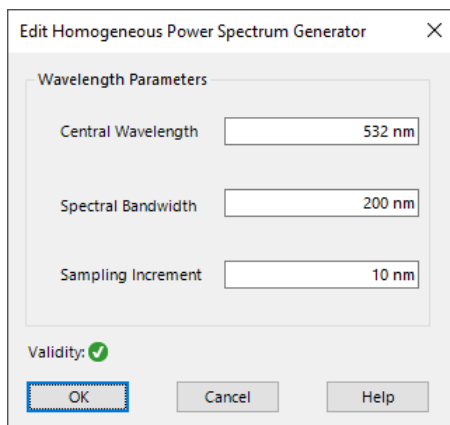 Edit Homogeneous Power Spectrum Generator
Wavelength Parameters
Central Wavelength 532 nm
Spectral Bandwidth 200 nm
Sampling Increment 10 nm
Validity:
OK Cancel Help